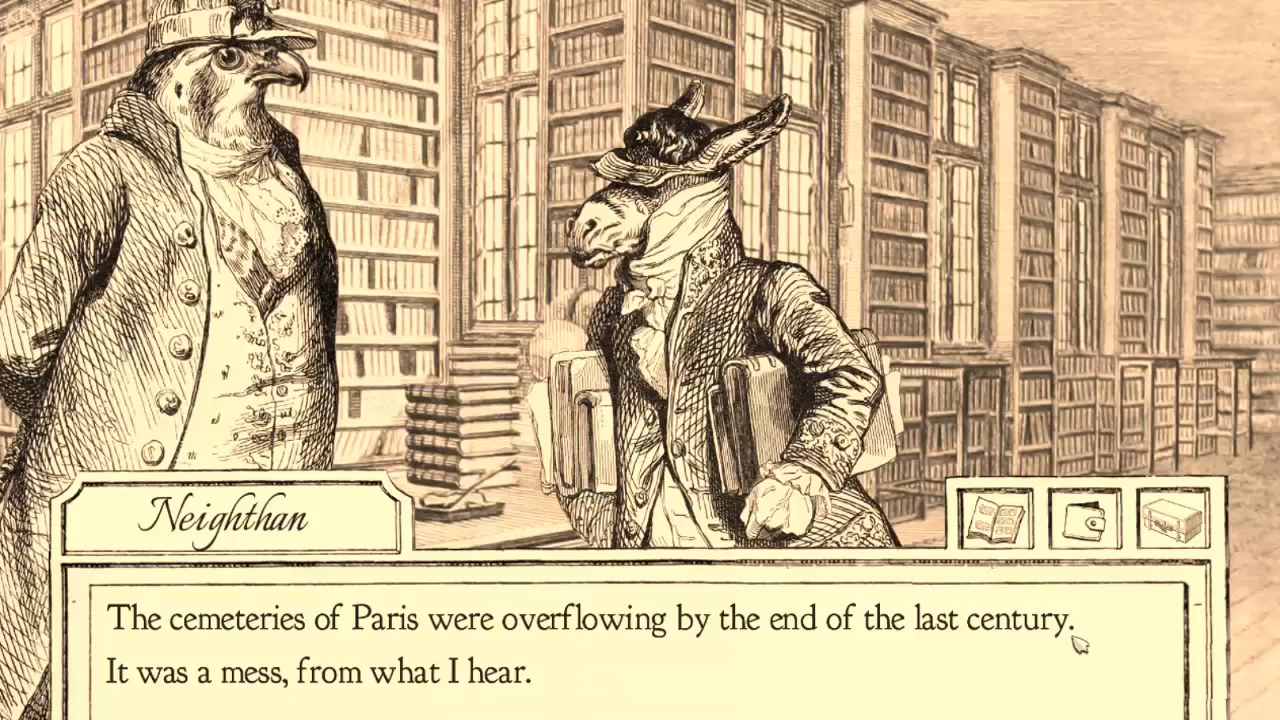 Neighthan
The cemeteries of Paris were overflowing by the end of the last century.
It was a mess, from what I hear.